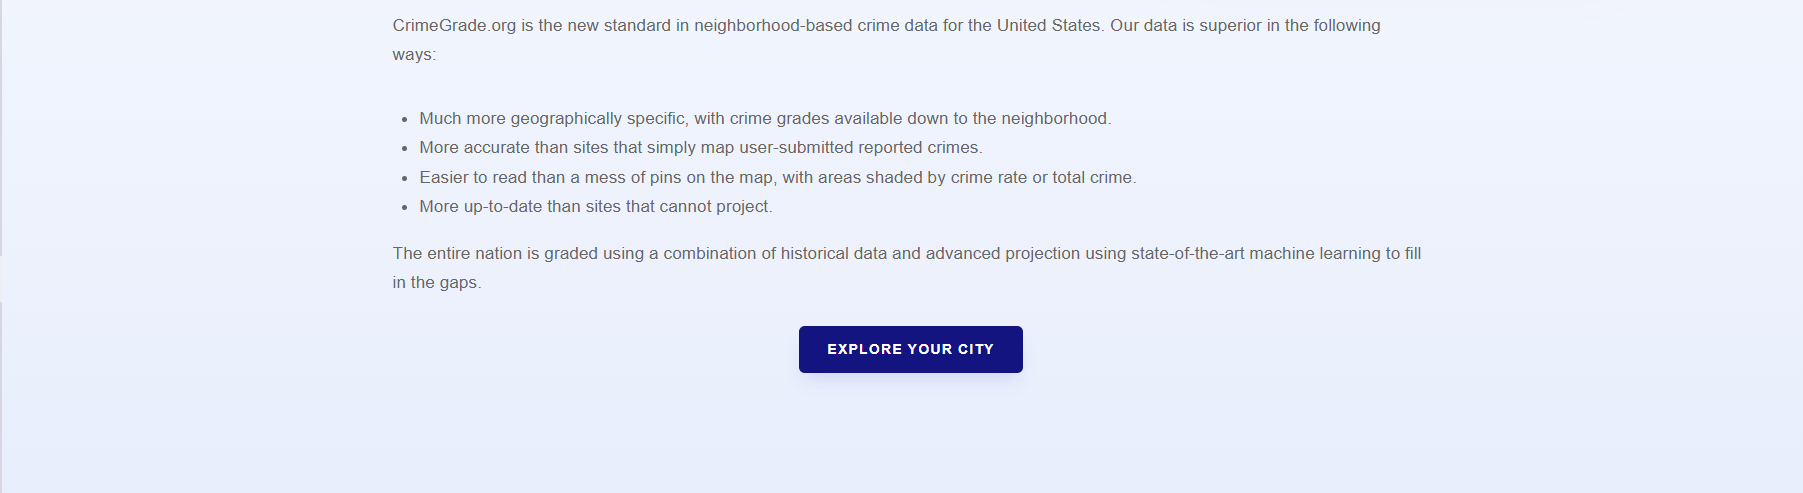 CrimeGrade.org is the new standard in neighborhood-based crime data for the United States. Our data is superior in the following
ways:
• Much more geographically specific, with crime grades available down to the neighborhood.
• More accurate than sites that simply map user-submitted reported crimes.
• Easier to read than a mess of pins on the map, with areas shaded by crime rate or total crime.
• More up-to-date than sites that cannot project.
The entire nation is graded using a combination of historical data and advanced projection using state-of-the-art machine learning to fill
in the gaps.
EXPLORE YOUR CITY